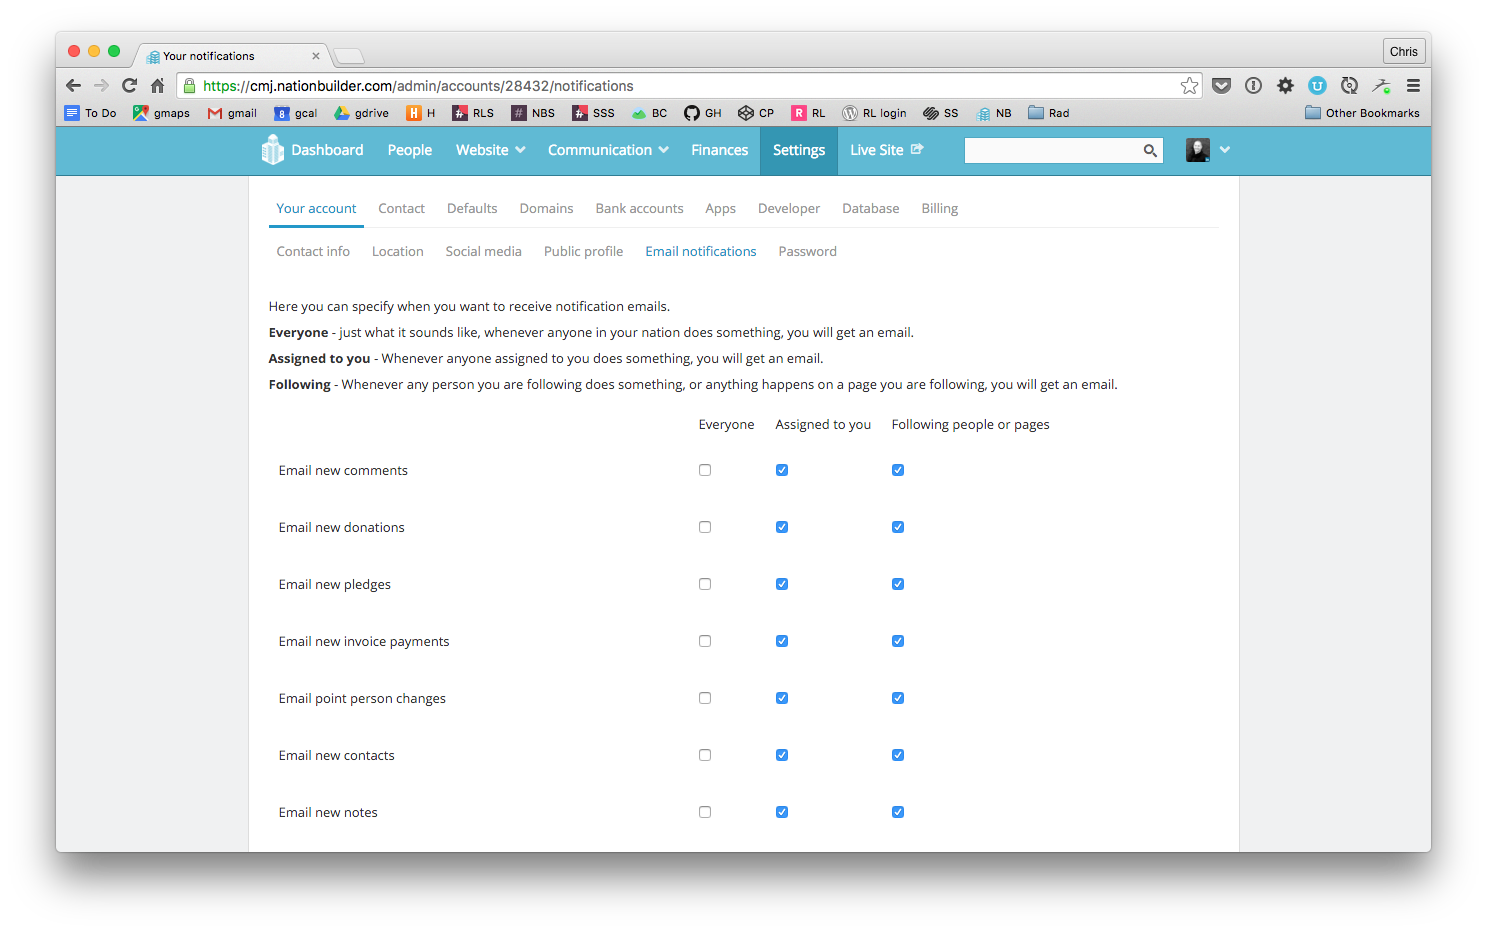 Your notifications
Chris
https://cmj.nationbuilder.com/admin/accounts/28432/notifications
To Do gmaps gmail 8 gcal gdrive H H # RLS # NBS # SSS BC GH CP R RL RL login SS NB Rad Other Bookmarks
Dashboard People Website Communication Finances Settings Live Site
Your account Contact Defaults Domains Bank accounts Apps Developer Database Billing
Contact info Location Social media Public profile Email notifications Password
Here you can specify when you want to receive notification emails.
Everyone - just what it sounds like, whenever anyone in your nation does something, you will get an email.
Assigned to you - Whenever anyone assigned to you does something, you will get an email.
Following - Whenever any person you are following does something, or anything happens on a page you are following, you will get an email.
Everyone Assigned to you Following people or pages
Email new comments
Email new donations
Email new pledges
Email new invoice payments
Email point person changes
Email new contacts
Email new notes